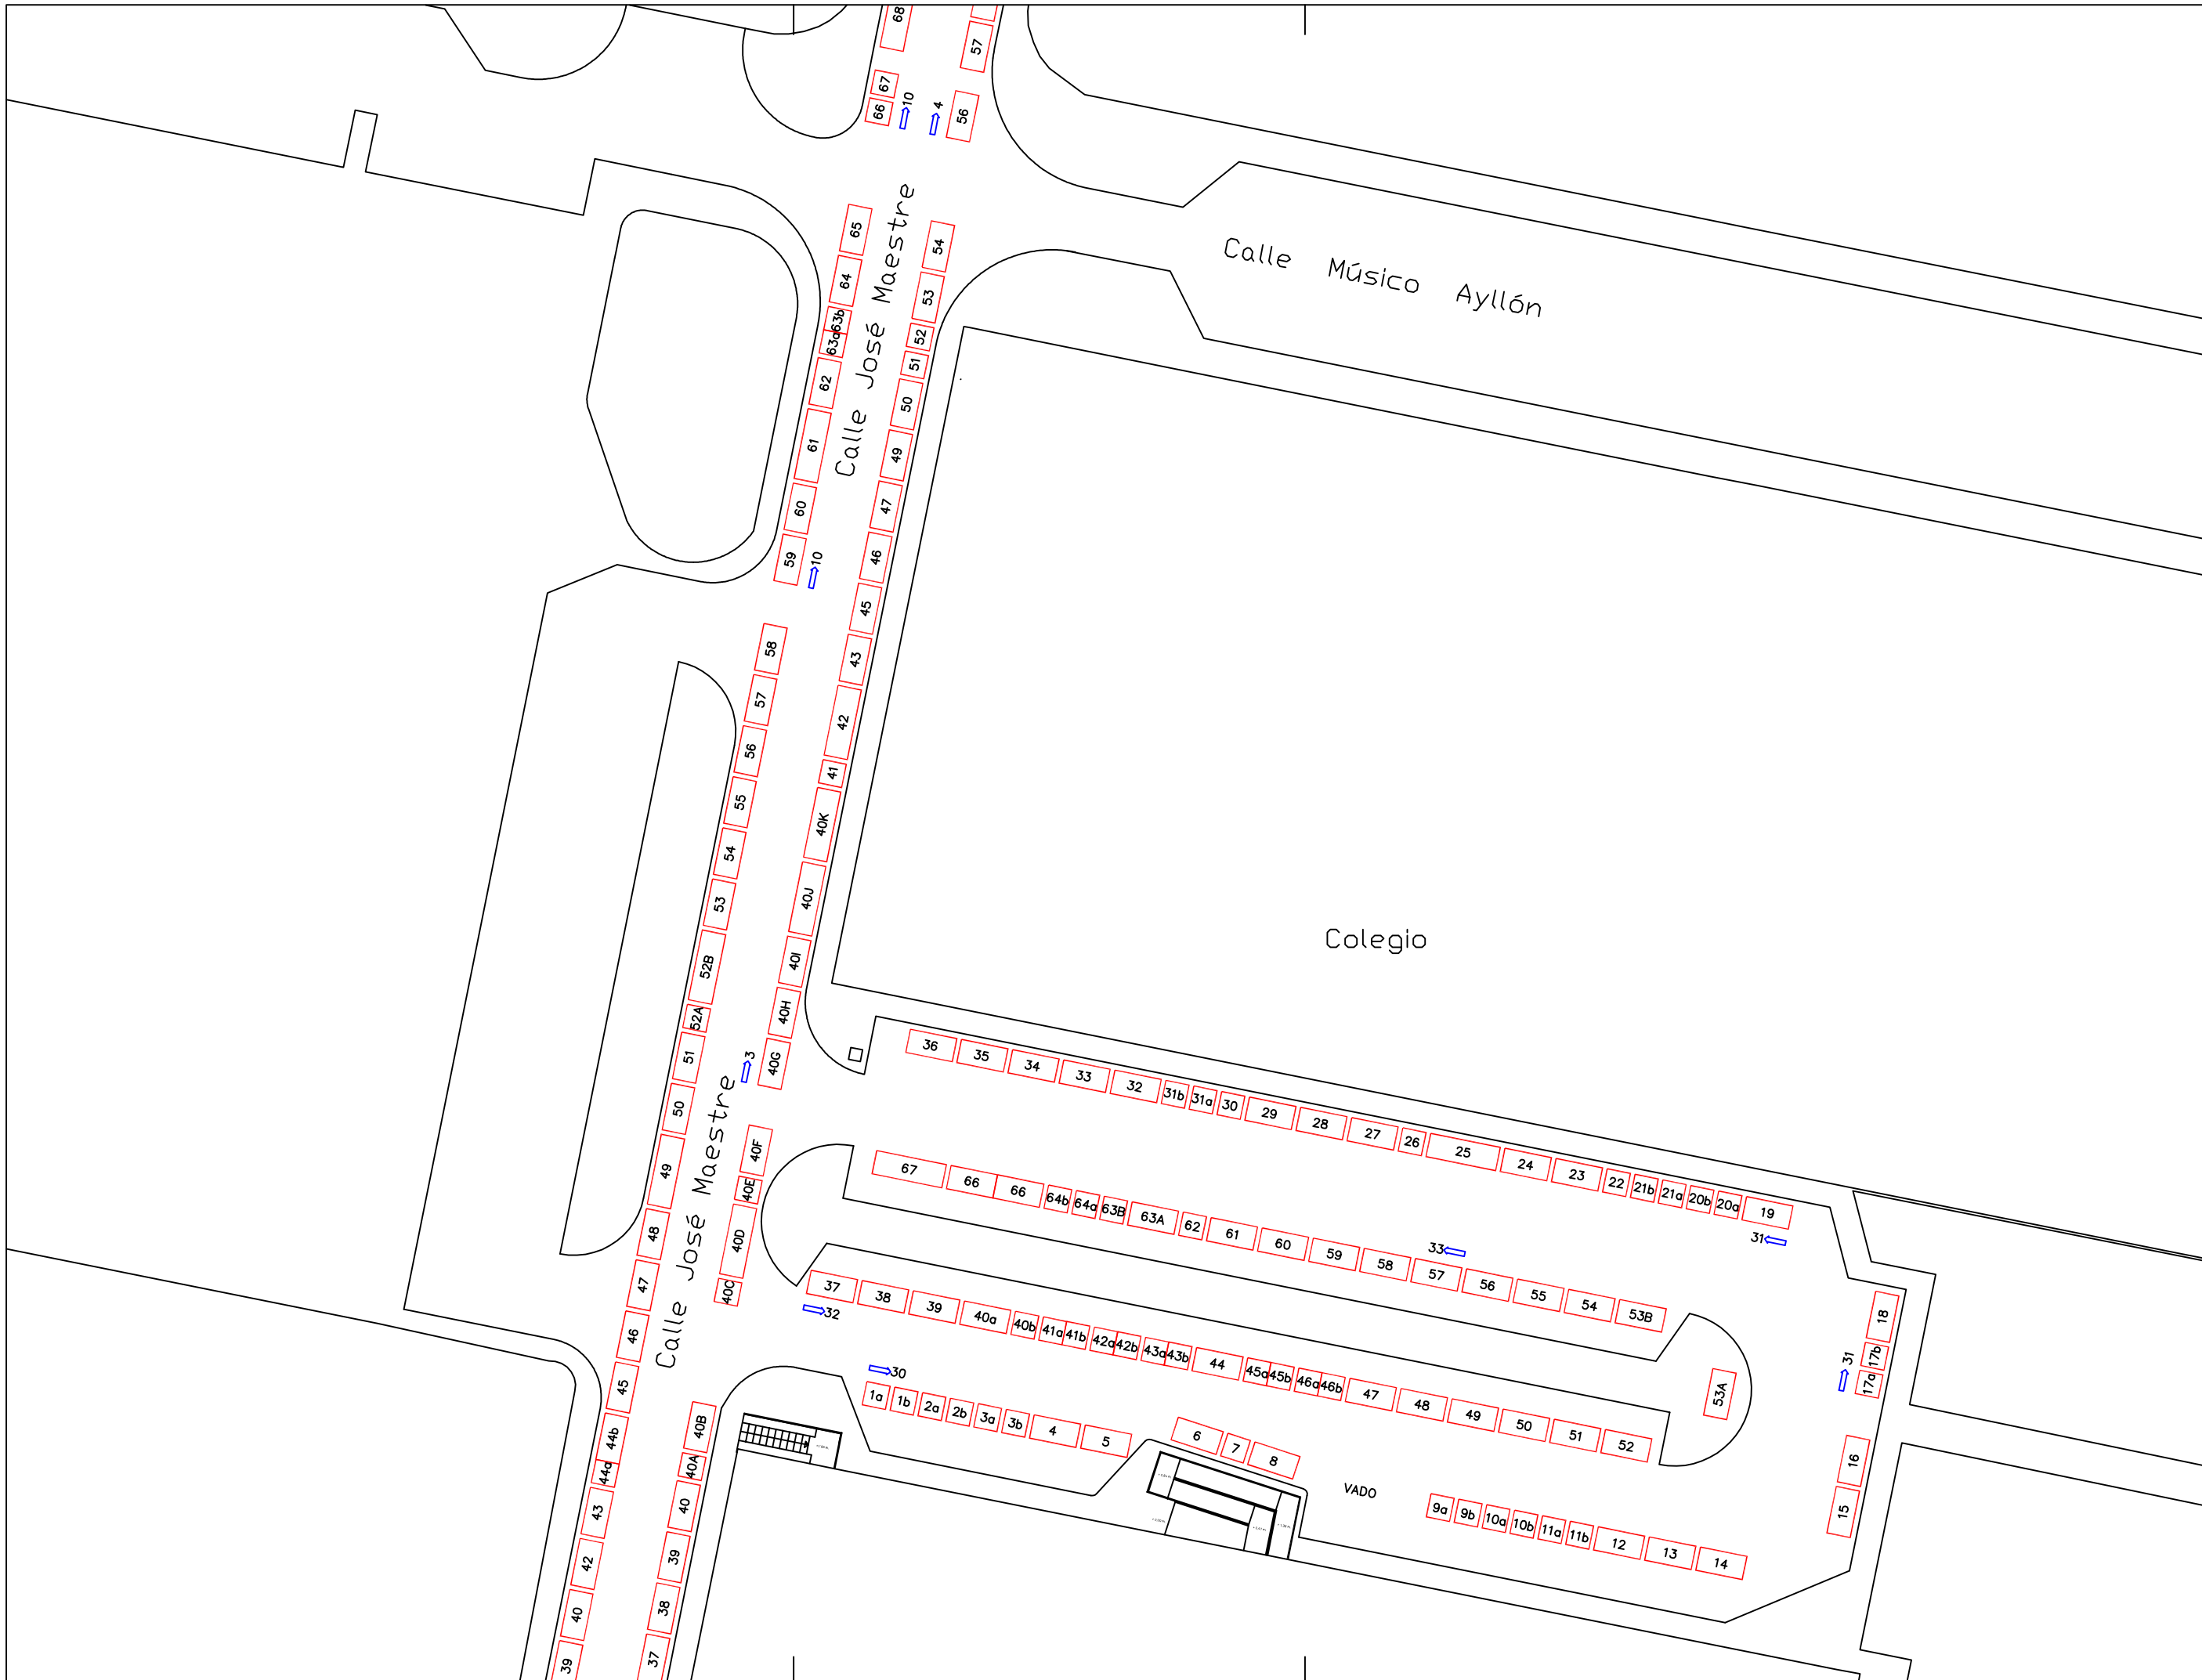 68
57
67
66
10
4
56
65
54
64
53
63b
63a
52
51
62
50
61
49
60
47
59
10
46
45
58
43
57
42
56
41
55
40K
54
53
40J
52B
40I
52A
40H
51
3
40G
50
40F
49
40E
48
40D
47
40C
46
45
40B
44b
40A
44a
43
40
42
39
40
38
39
37
Calle José Maestre
Calle José Maestre
Calle Músico Ayllón
Colegio
36 35 34 33 32 31b 31a 30 29 28 27 26 25 24 23 22 21b 21a 20b 20a 19
31
33
67 66 66 64b 64a 63B 63A 62 61 60 59 58 57 56 55 54 53B
53A
18
17b
17a
31
16
15
37 38 39 40a 40b 41a 41b 42a 42b 43a 43b 44 45a 45b 46a 46b 47 48 49 50 51 52
32
30
1a 1b 2a 2b 3a 3b 4 5
6 7 8
VADO
9a 9b 10a 10b 11a 11b 12 13 14